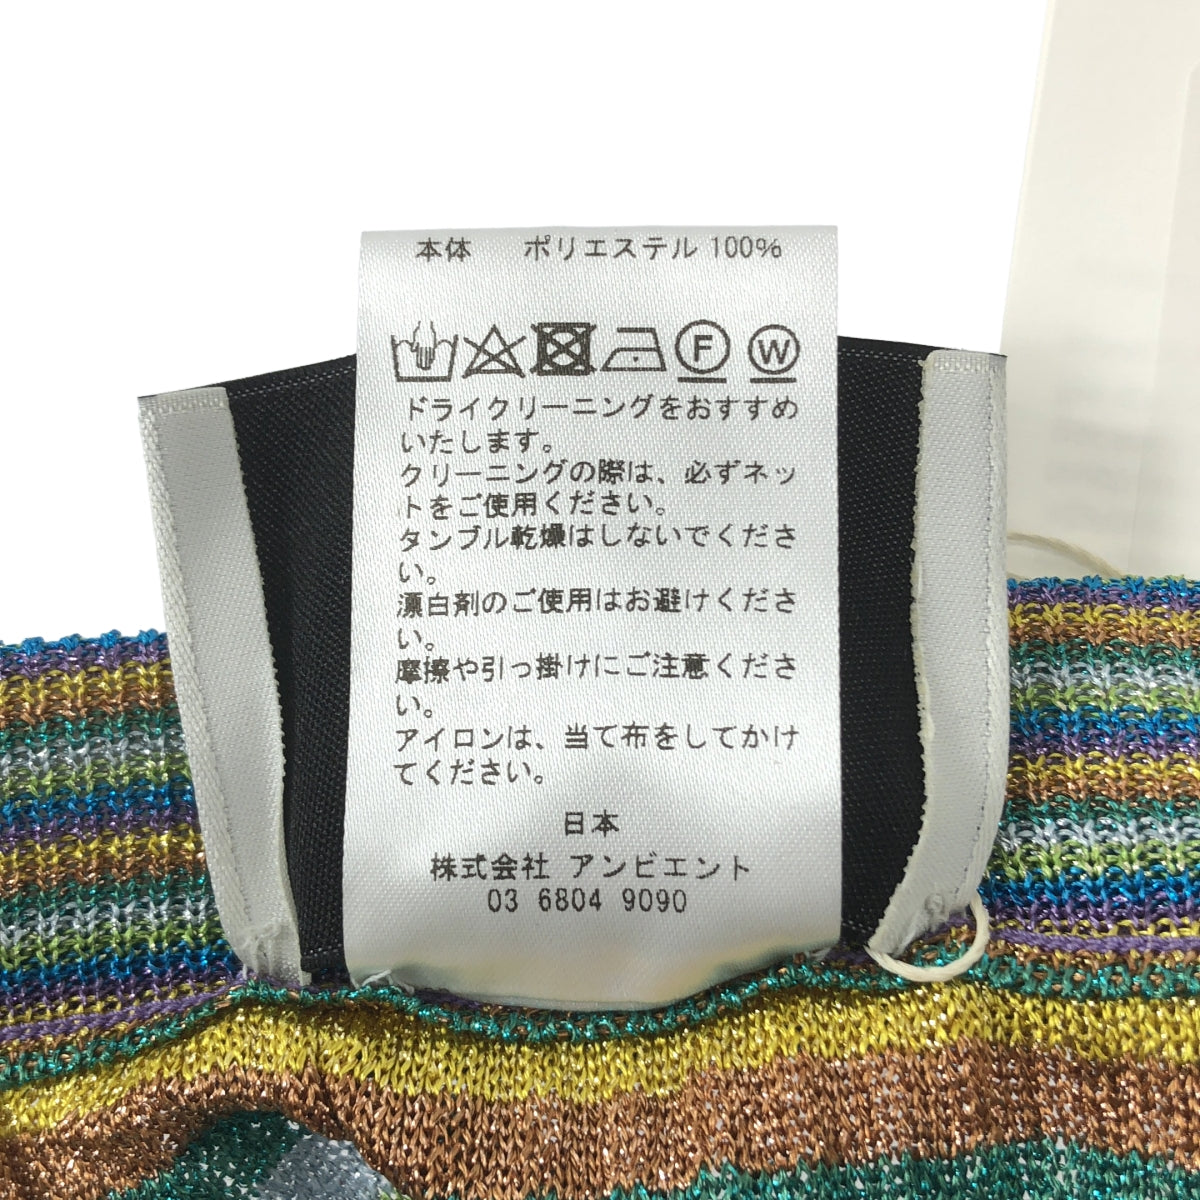 本体 ポリエステル 100%
F W
ドライクリーニングをおすすめ
いたします。
クリーニングの際は、必ずネッ
トをご使用ください。
タンブル乾燥はしないでくださ
い。
漂白剤のご使用はお避けくださ
い。
摩擦や引っ掛けにご注意くださ
い。
アイロンは、当て布をしてかけ
てください。
日本
株式会社 アンビエント
03 6804 9090